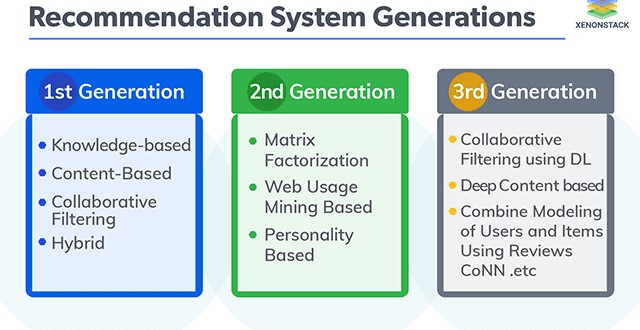 Recommendation System Generations
XENONSTACK
1st Generation
Knowledge-based
Content-Based
Collaborative
Filtering
Hybrid
2nd Generation
Matrix
Factorization
Web Usage
Mining Based
Personality
Based
3rd Generation
Collaborative
Filtering using DL
Deep Content based
Combine Modeling
of Users and Items
Using Reviews
CoNN .etc